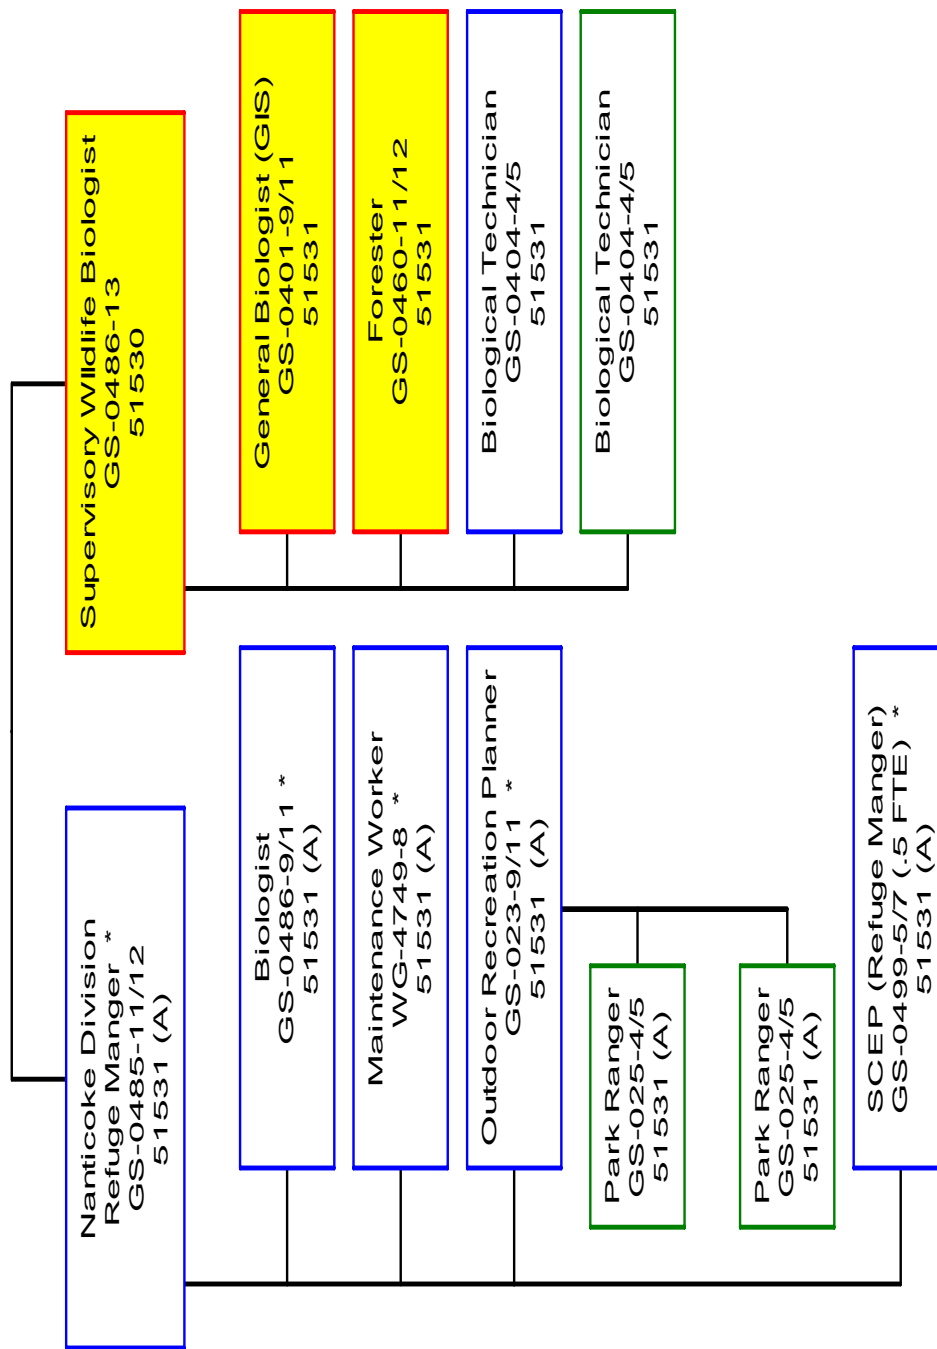 Nanticoke Division
Refuge Manger *
GS-0485-11/12
51531 (A)
Biologist
GS-0486-9/11 *
51531 (A)
Maintenance Worker
WG-4749-8 *
51531 (A)
Outdoor Recreation Planner
GS-023-9/11 *
51531 (A)
Park Ranger
GS-025-4/5
51531 (A)
Park Ranger
GS-025-4/5
51531 (A)
SCEP (Refuge Manger)
GS-0499-5/7 (.5 FTE) *
51531 (A)
Supervisory Wildlife Biologist
GS-0486-13
51530
General Biologist (GIS)
GS-0401-9/11
51531
Forester
GS-0460-11/12
51531
Biological Technician
GS-0404-4/5
51531
Biological Technician
GS-0404-4/5
51531